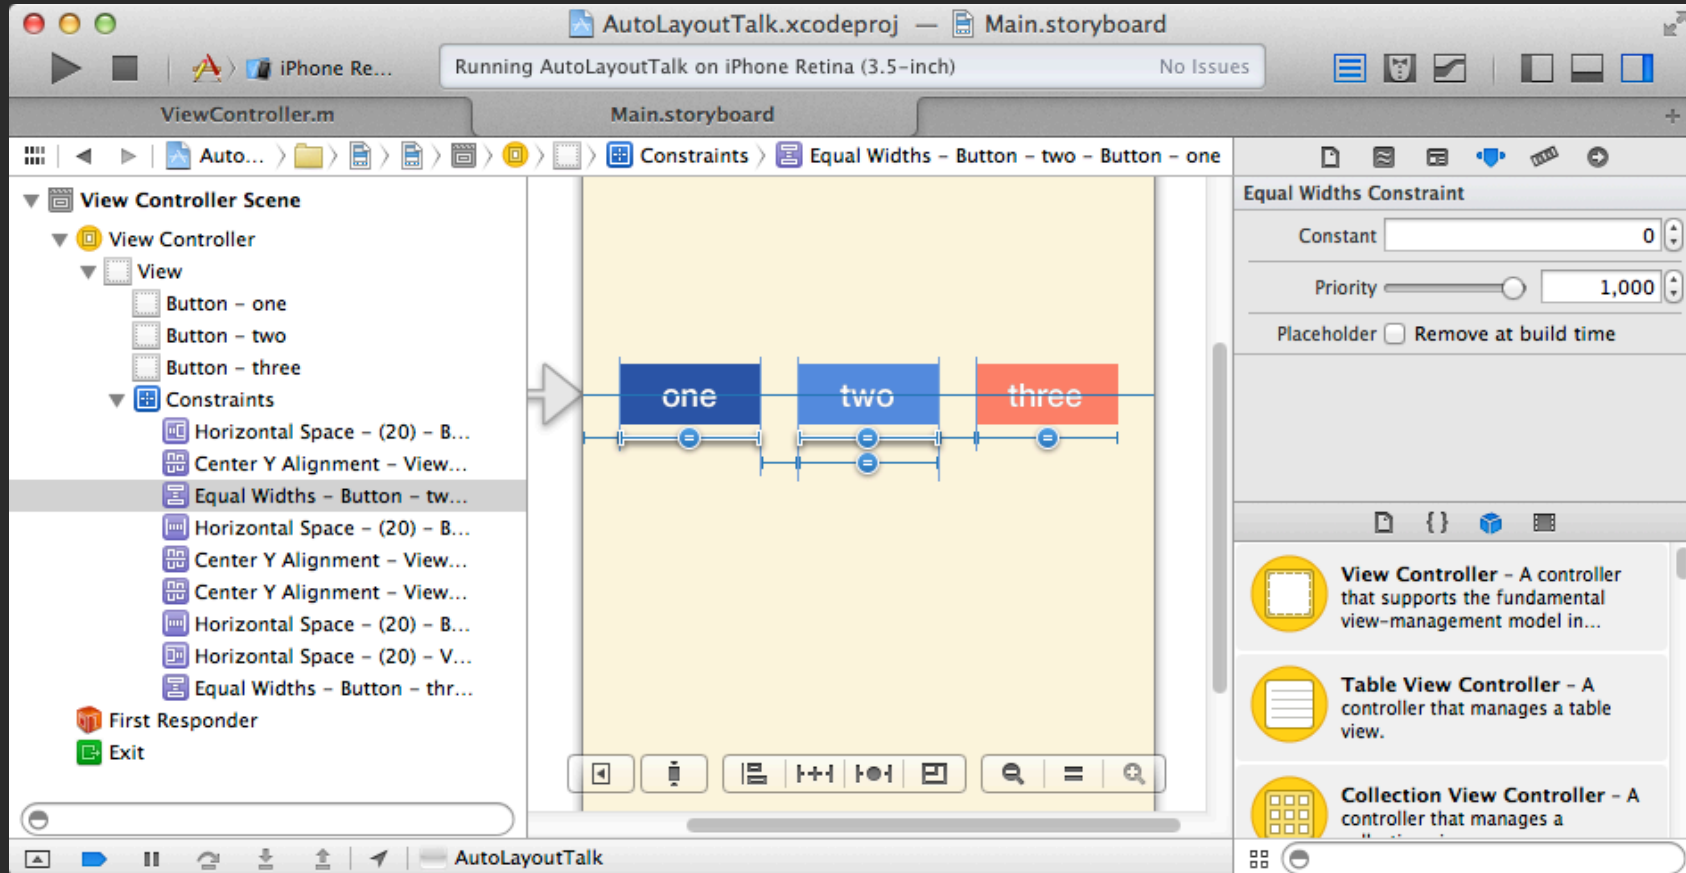 AutoLayoutTalk.xcodeproj — Main.storyboard
iPhone Re...
Running AutoLayoutTalk on iPhone Retina (3.5-inch)
No Issues
ViewController.m
Main.storyboard
Auto...
Constraints
Equal Widths - Button - two - Button - one
View Controller Scene
View Controller
View
Button - one
Button - two
Button - three
Constraints
Horizontal Space - (20) - B...
Center Y Alignment - View...
Equal Widths - Button - tw...
Horizontal Space - (20) - B...
Center Y Alignment - View...
Center Y Alignment - View...
Horizontal Space - (20) - B...
Horizontal Space - (20) - V...
Equal Widths - Button - thr...
First Responder
Exit
one
two
three
Equal Widths Constraint
Constant 0
Priority 1,000
Placeholder Remove at build time
{ }
View Controller - A controller
that supports the fundamental
view-management model in...
Table View Controller - A
controller that manages a table
view.
Collection View Controller - A
controller that manages a
AutoLayoutTalk